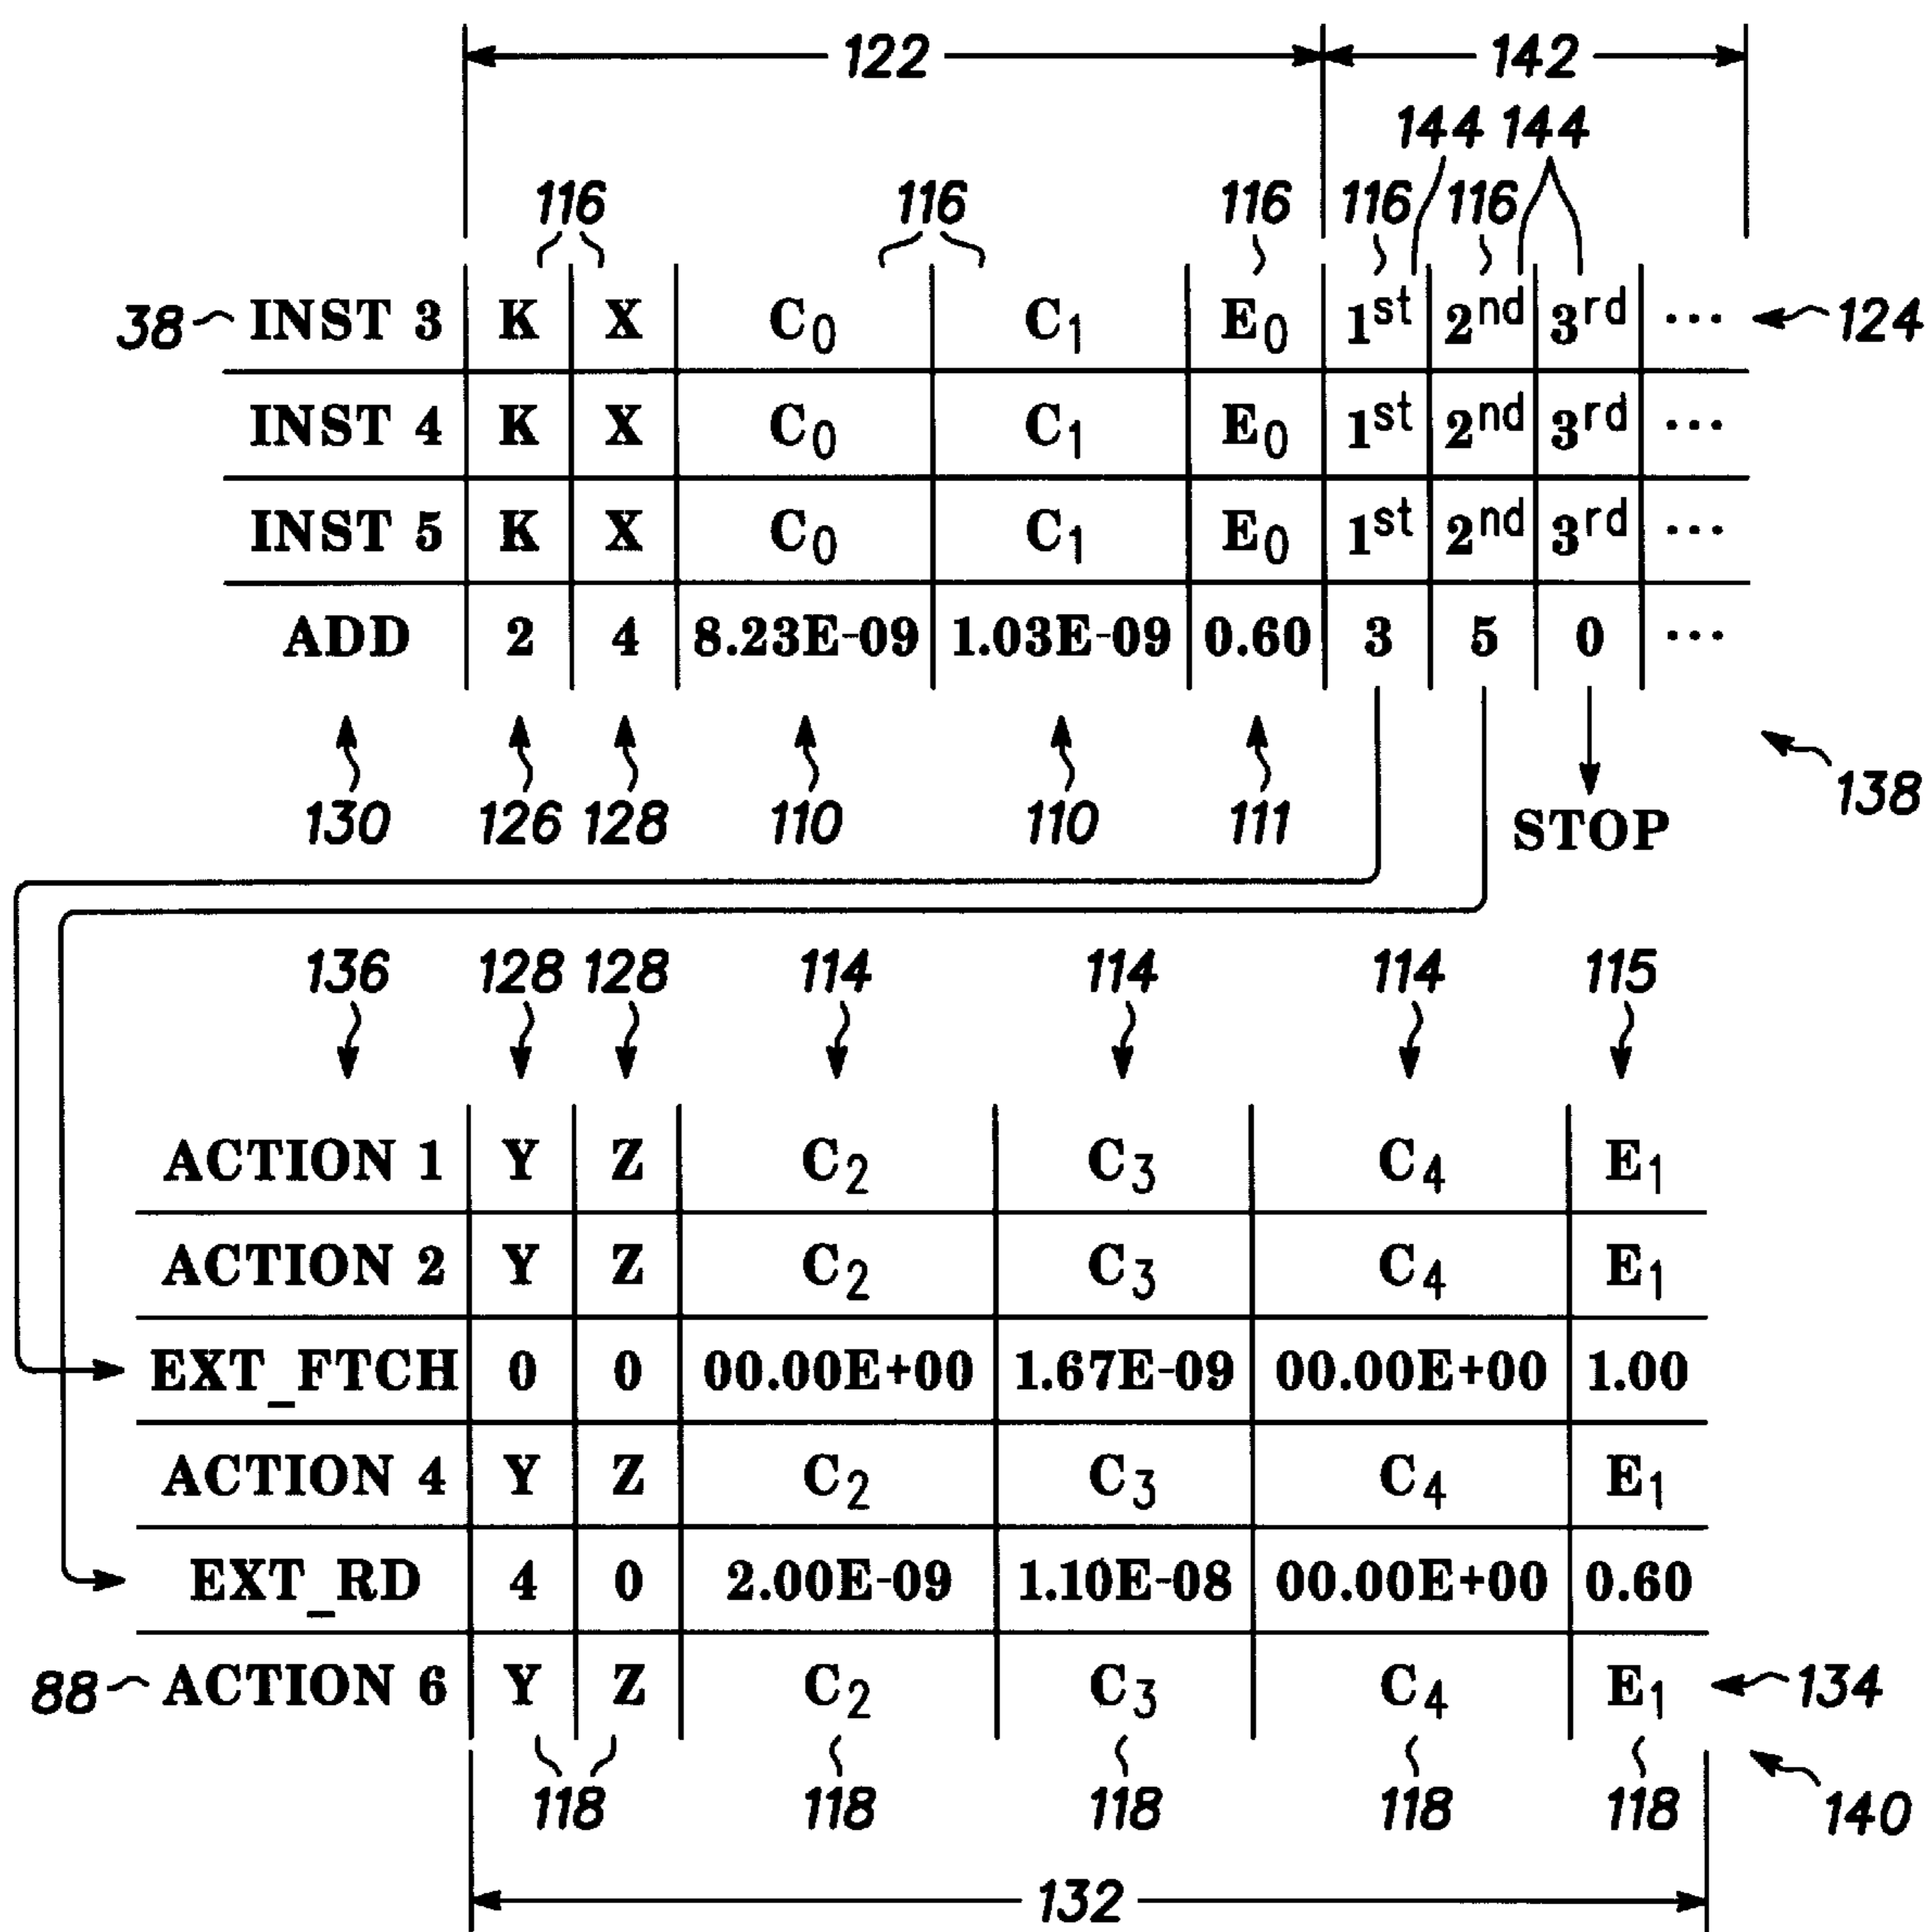 122 142
144 144
116 116 116 116 116
38 INST 3 K X C0 C1 E0 1st 2nd 3rd ... 124
INST 4 K X C0 C1 E0 1st 2nd 3rd ...
INST 5 K X C0 C1 E0 1st 2nd 3rd ...
ADD 2 4 8.23E-09 1.03E-09 0.60 3 5 0 ...
138
130 126 128 110 110 111 STOP
136 128 128 114 114 114 115
ACTION 1 Y Z C2 C3 C4 E1
ACTION 2 Y Z C2 C3 C4 E1
EXT_FTCH 0 0 00.00E+00 1.67E-09 00.00E+00 1.00
ACTION 4 Y Z C2 C3 C4 E1
EXT_RD 4 0 2.00E-09 1.10E-08 00.00E+00 0.60
88 ACTION 6 Y Z C2 C3 C4 E1 134
118 118 118 118 118 140
132